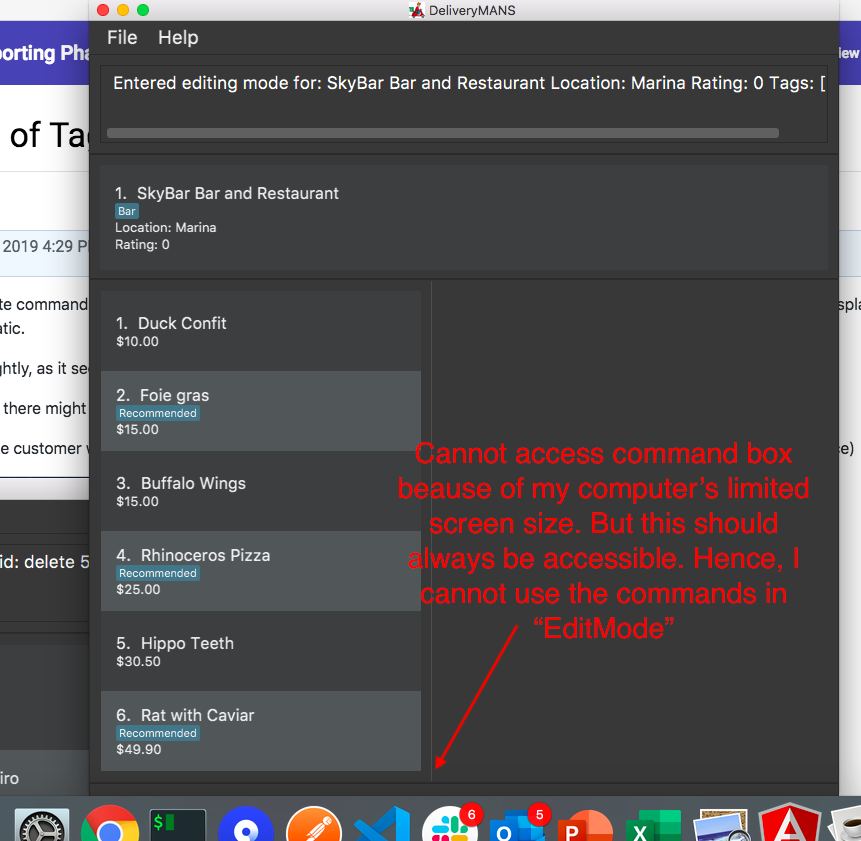 DeliveryMANS
File Help
orting Pha
iew
Entered editing mode for: SkyBar Bar and Restaurant Location: Marina Rating: 0 Tags: [
of Tag
1. SkyBar Bar and Restaurant
Bar
Location: Marina
Rating: 0
2019 4:29 P
te command
spla
tic.
ghtly, as it se
there might
e customer w
e)
1. Duck Confit
$10.00
2. Foie gras
Recommended
$15.00
3. Buffalo Wings
$15.00
4. Rhinoceros Pizza
Recommended
$25.00
5. Hippo Teeth
$30.50
6. Rat with Caviar
Recommended
$49.90
Cannot access command box
beause of my computer's limited
screen size. But this should
always be accessible. Hence, I
cannot use the commands in
“EditMode”
id: delete 5
iro
$
6
5
O
P
X
A